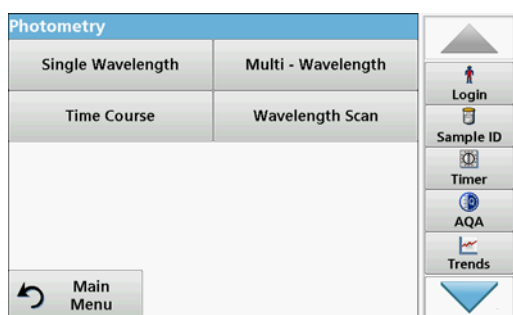 Photometry
Single Wavelength
Multi - Wavelength
Time Course
Wavelength Scan
Main
Menu
Login
Sample ID
Timer
AQA
Trends